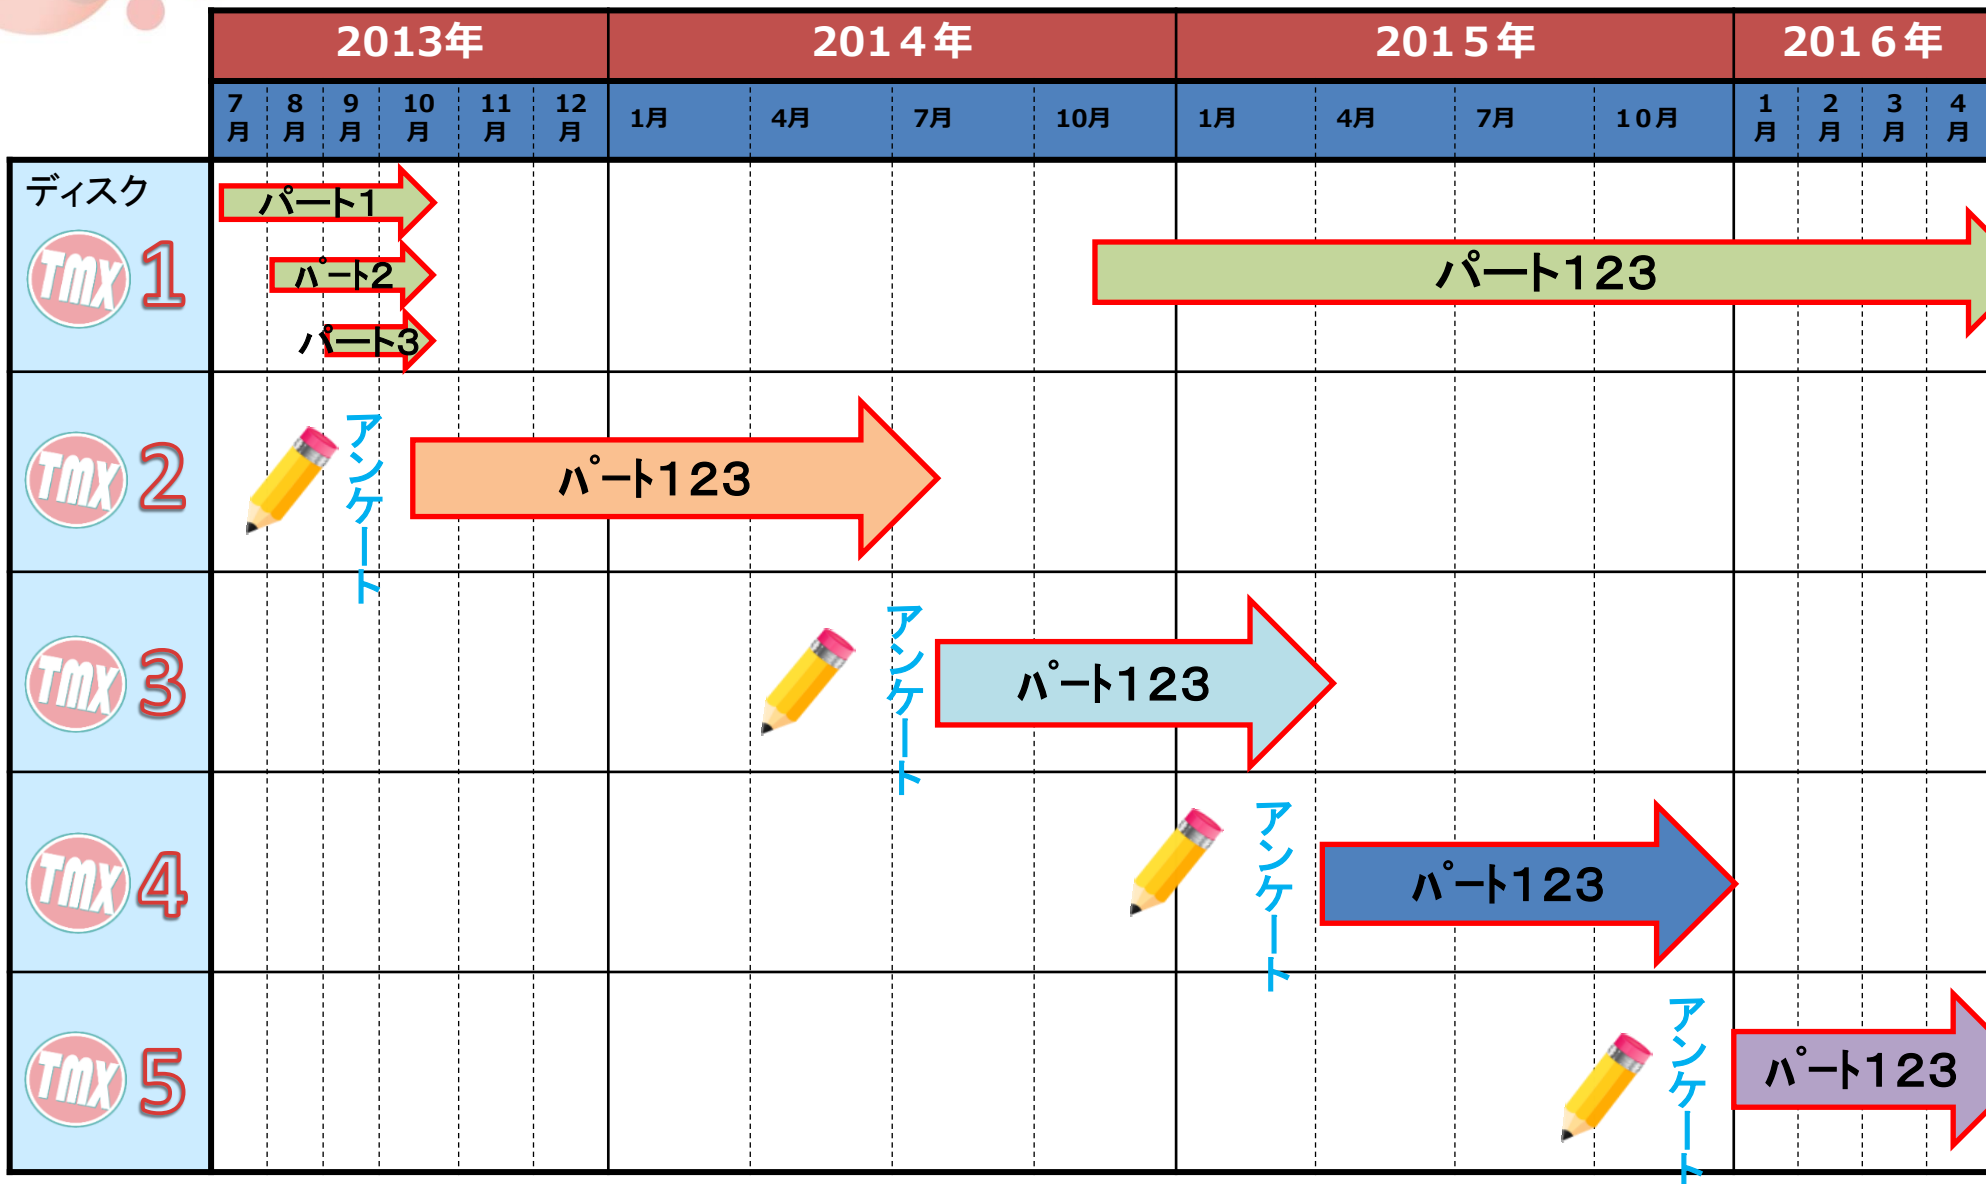 2013年 2014年 2015年 2016年
7月 8月 9月 10月 11月 12月 1月 4月 7月 10月 1月 4月 7月 10月 1月 2月 3月 4月
ディスク
TMX 1
パート1
パート2
パート3
パート123
TMX 2
アンケート
パート123
TMX 3
アンケート
パート123
TMX 4
アンケート
パート123
TMX 5
アンケート
パート123